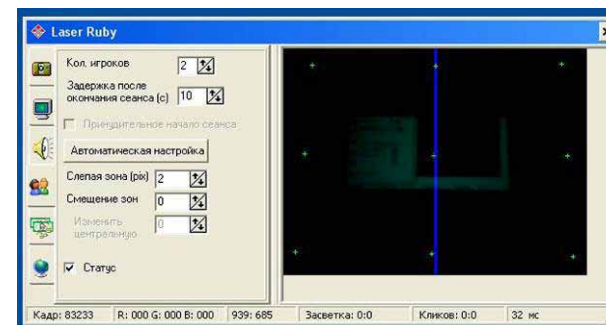 Laser Ruby
Кол. игроков 2
Задержка после
окончания сеанса (с) 10
Принудительное начало сеанса
Автоматическая настройка
Слепая зона (pix) 2
Смещение зон 0
Изменить
центральную 0
Статус
Кадр: 83233 R: 000 G: 000 B: 000 939: 685 Засветка: 0:0 Кликов: 0:0 32 мс